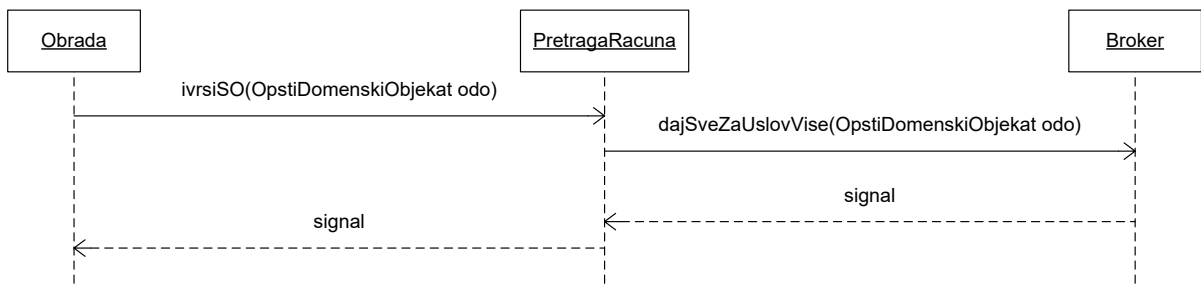 Obrada
PretragaRacuna
Broker
ivrsiSO(OpstiDomenskiObjekat odo)
dajSveZaUslovVise(OpstiDomenskiObjekat odo)
signal
signal